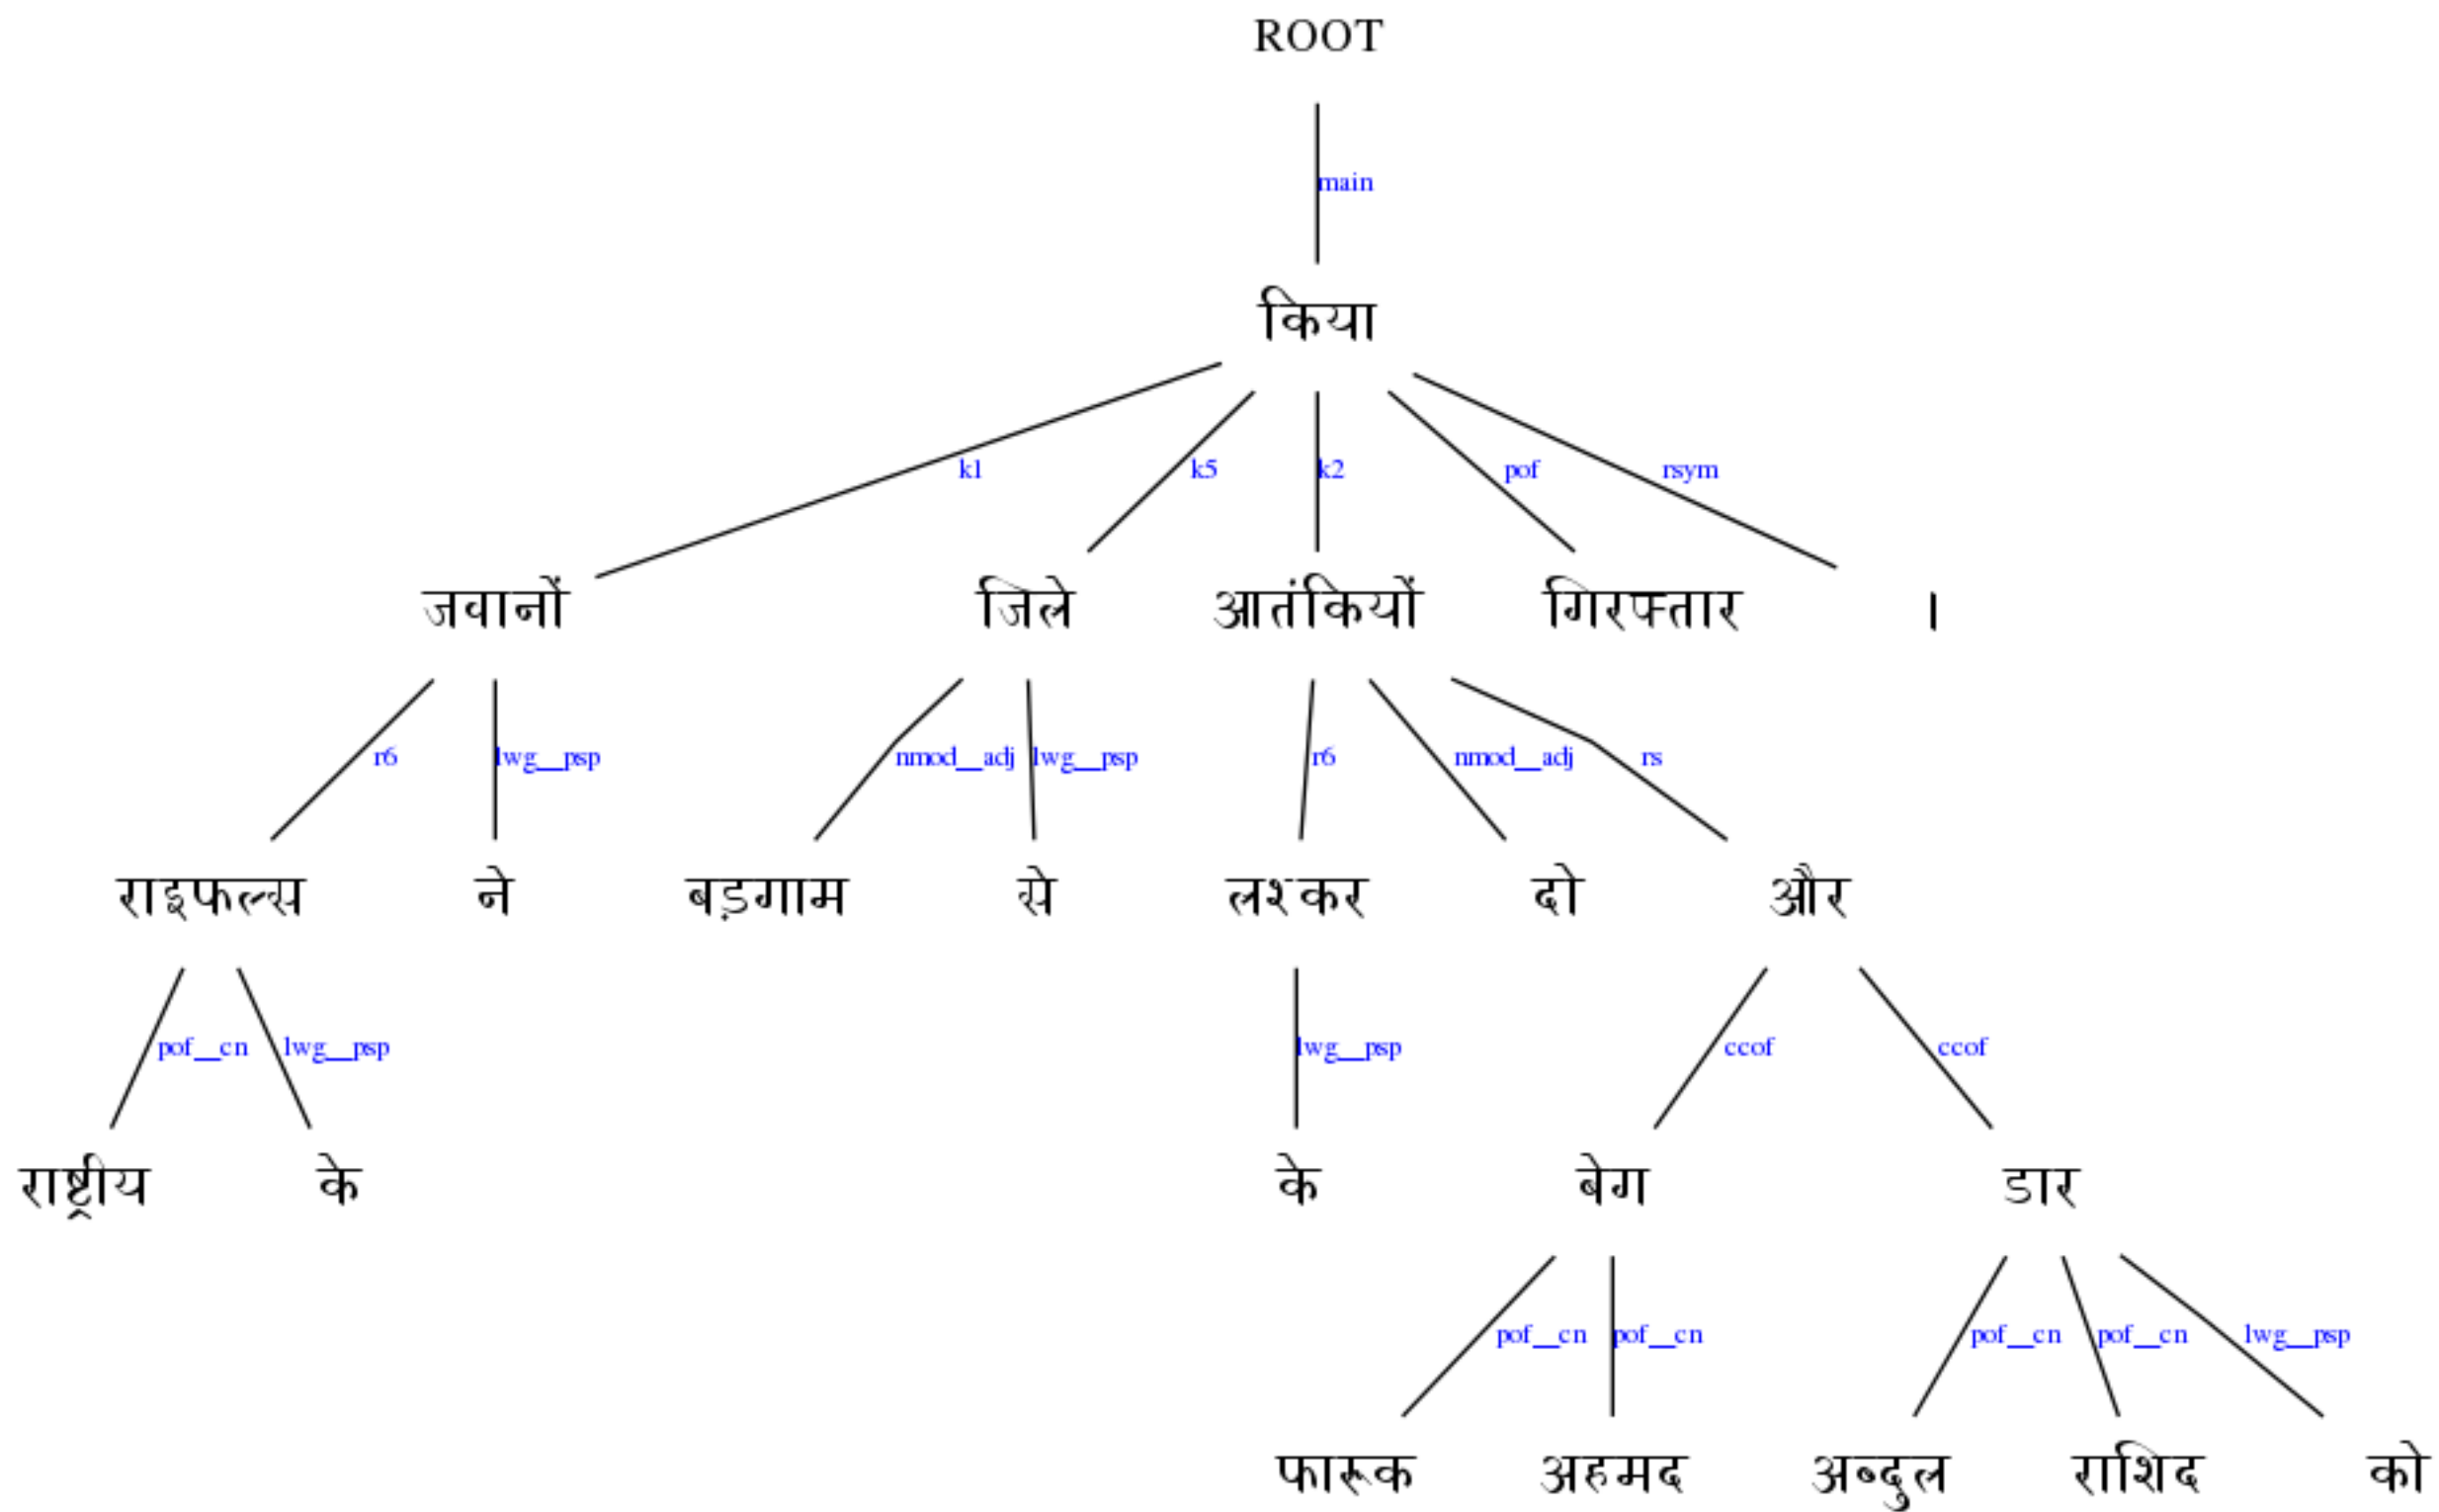 ROOT
main
किया
k1 k5 k2 pof rsym
जवानों जिले आतंकियों गिरफ्तार ।
r6 lwg__psp nmod__adj lwg__psp r6 nmod__adj rs
राइफल्स ने बड़गाम से लश्कर दो और
pof__cn lwg__psp lwg__psp ccof ccof
राष्ट्रीय के के बेग डार
pof__cn pof__cn pof__cn pof__cn lwg__psp
फारूक अहमद अब्दुल राशिद को